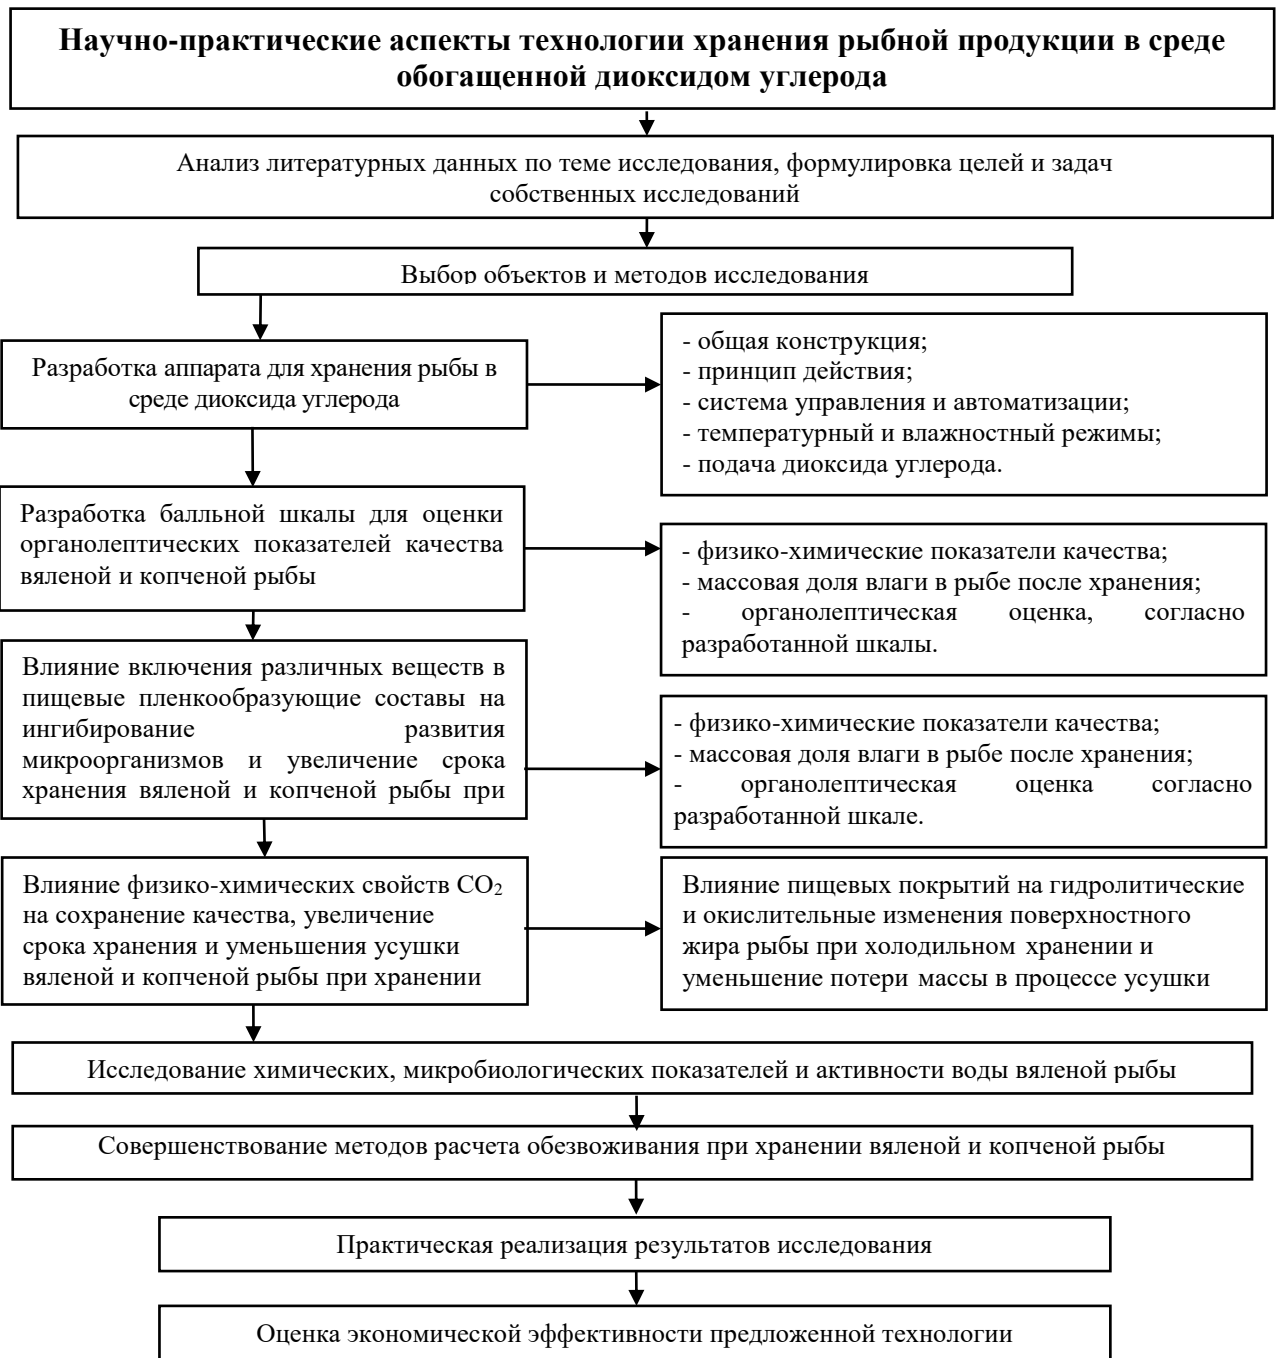 Научно-практические аспекты технологии хранения рыбной продукции в среде
обогащенной диоксидом углерода
Анализ литературных данных по теме исследования, формулировка целей и задач
собственных исследований
Выбор объектов и методов исследования
Разработка аппарата для хранения рыбы в
среде диоксида углерода
- общая конструкция;
- принцип действия;
- система управления и автоматизации;
- температурный и влажностный режимы;
- подача диоксида углерода.
Разработка балльной шкалы для оценки
органолептических показателей качества
вяленой и копченой рыбы
- физико-химические показатели качества;
- массовая доля влаги в рыбе после хранения;
- органолептическая оценка, согласно
разработанной шкалы.
Влияние включения различных веществ в
пищевые пленкообразующие составы на
ингибирование развития
микроорганизмов и увеличение срока
хранения вяленой и копченой рыбы при
- физико-химические показатели качества;
- массовая доля влаги в рыбе после хранения;
- органолептическая оценка согласно
разработанной шкале.
Влияние физико-химических свойств CO₂
на сохранение качества, увеличение
срока хранения и уменьшения усушки
вяленой и копченой рыбы при хранении
Влияние пищевых покрытий на гидролитические
и окислительные изменения поверхностного
жира рыбы при холодильном хранении и
уменьшение потери массы в процессе усушки
Исследование химических, микробиологических показателей и активности воды вяленой рыбы
Совершенствование методов расчета обезвоживания при хранении вяленой и копченой рыбы
Практическая реализация результатов исследования
Оценка экономической эффективности предложенной технологии